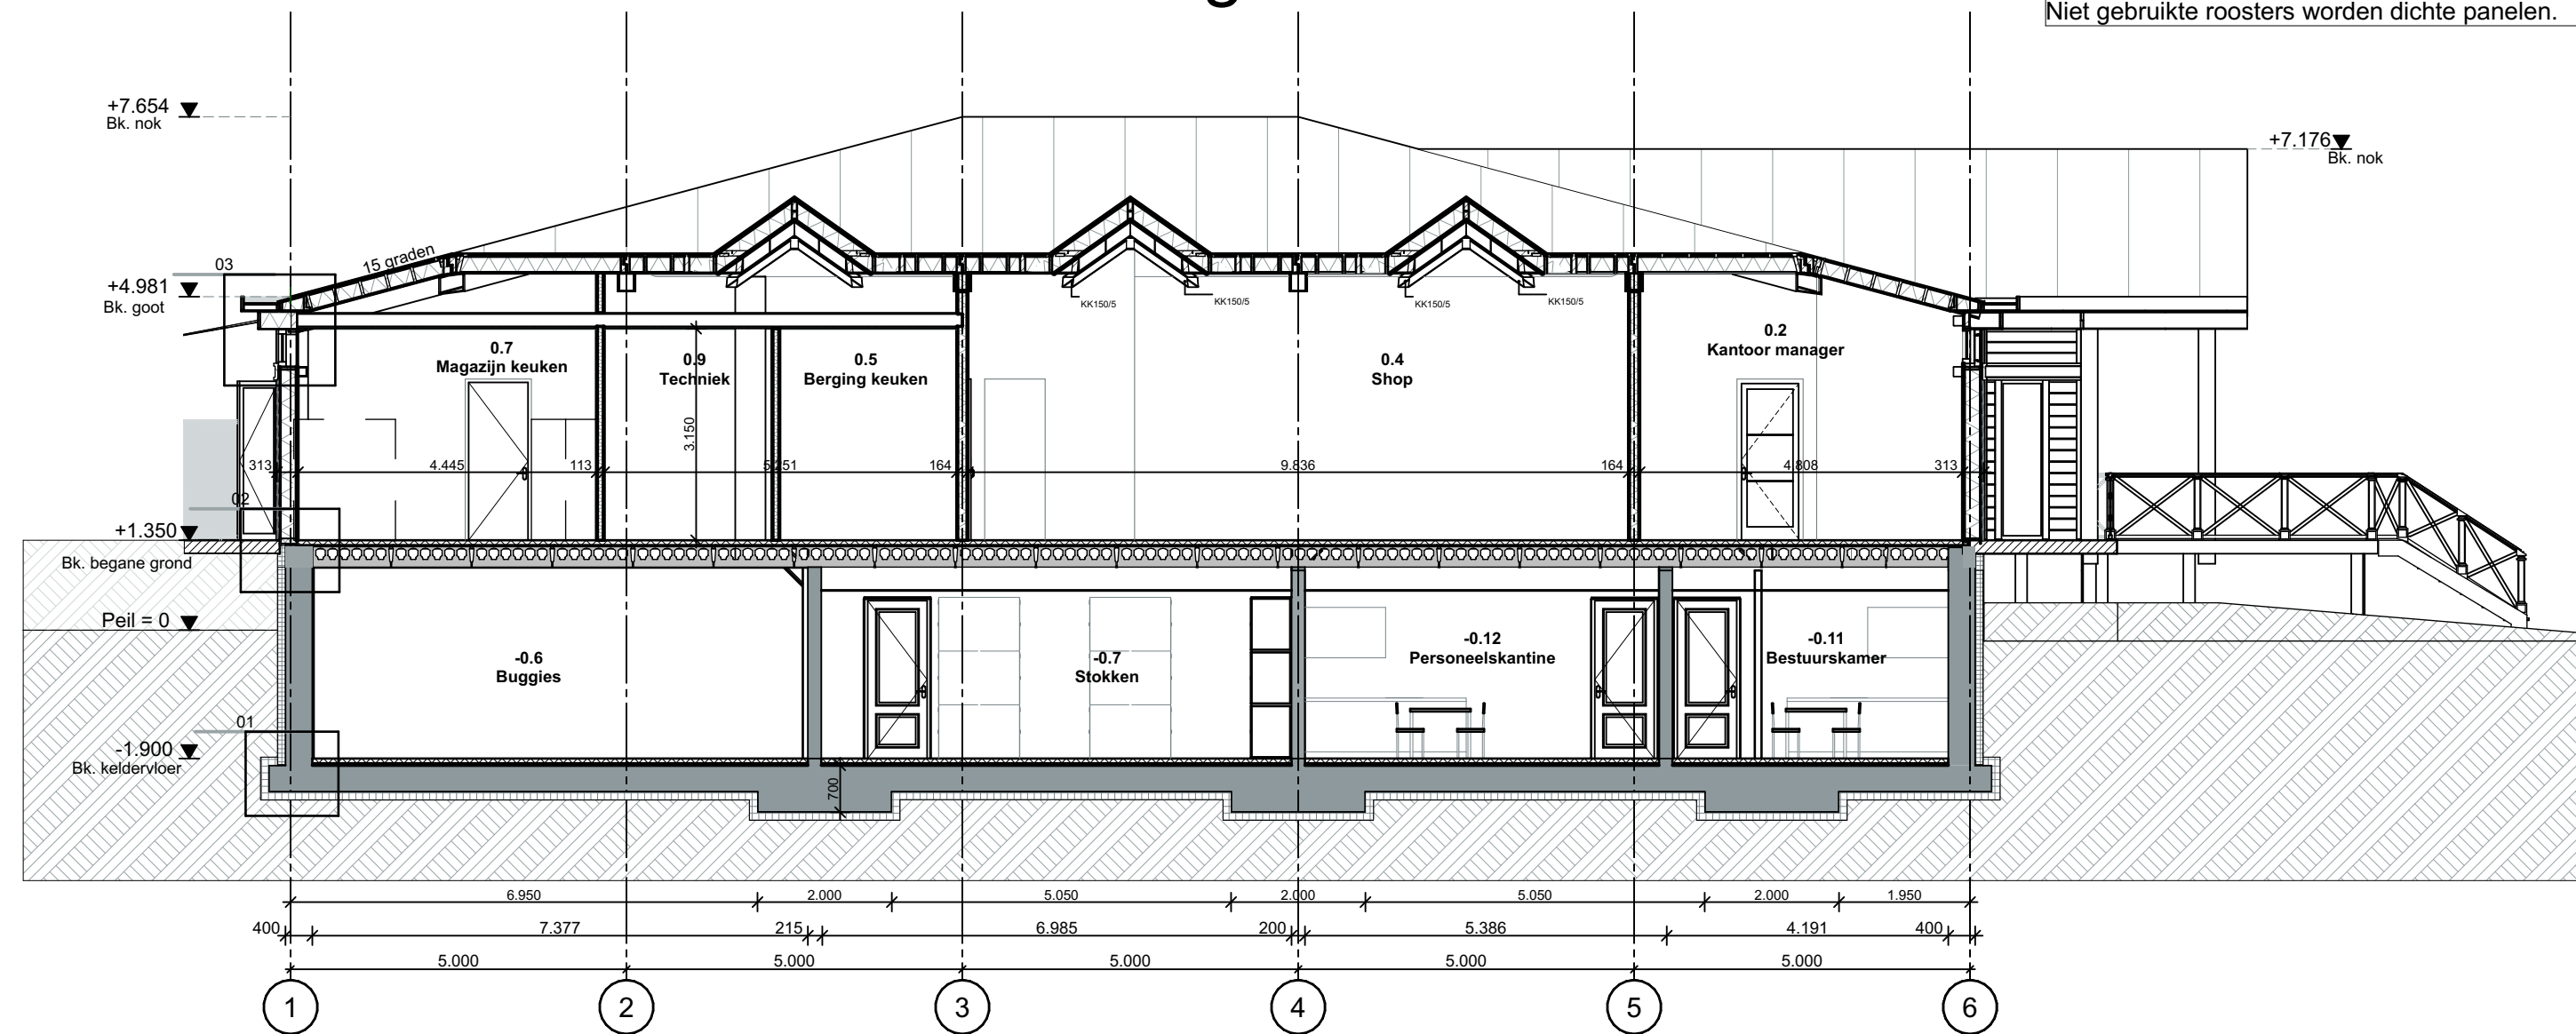 Niet gebruikte roosters worden dichte panelen.
+7.654
Bk. nok
+7.176
Bk. nok
15 graden
03
+4.981
Bk. goot
KK150/5
KK150/5
KK150/5
KK150/5
0.7
Magazijn keuken
0.9
Techniek
0.5
Berging keuken
0.4
Shop
0.2
Kantoor manager
3.150
313
4.445
113
5.251
164
9.836
164
4.808
313
02
+1.350
Bk. begane grond
Peil = 0
-0.6
Buggies
-0.7
Stokken
-0.12
Personeelskantine
-0.11
Bestuurskamer
01
-1.900
Bk. keldervloer
700
6.950
2.000
5.050
2.000
5.050
2.000
1.950
400
7.377
215
6.985
200
5.386
4.191
400
5.000
5.000
5.000
5.000
5.000
1
2
3
4
5
6